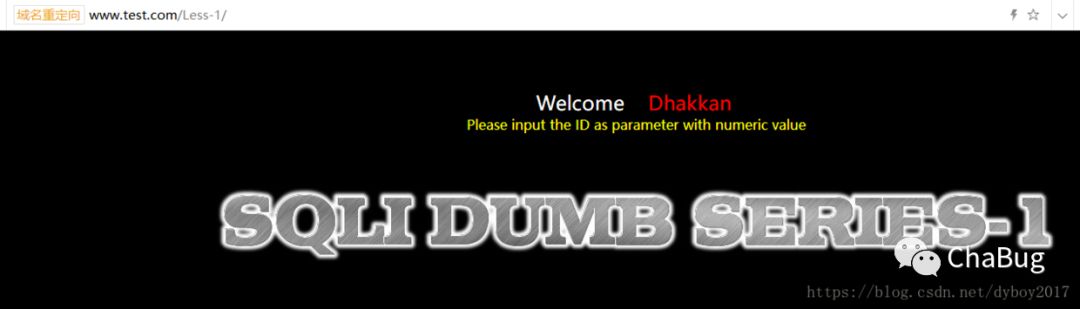 域名重定向 www.test.com/Less-1/
Welcome Dhakkan
Please input the ID as parameter with numeric value
SQLI DUMB SERIES-1
ChaBug
https://blog.csdn.net/dyboy2017